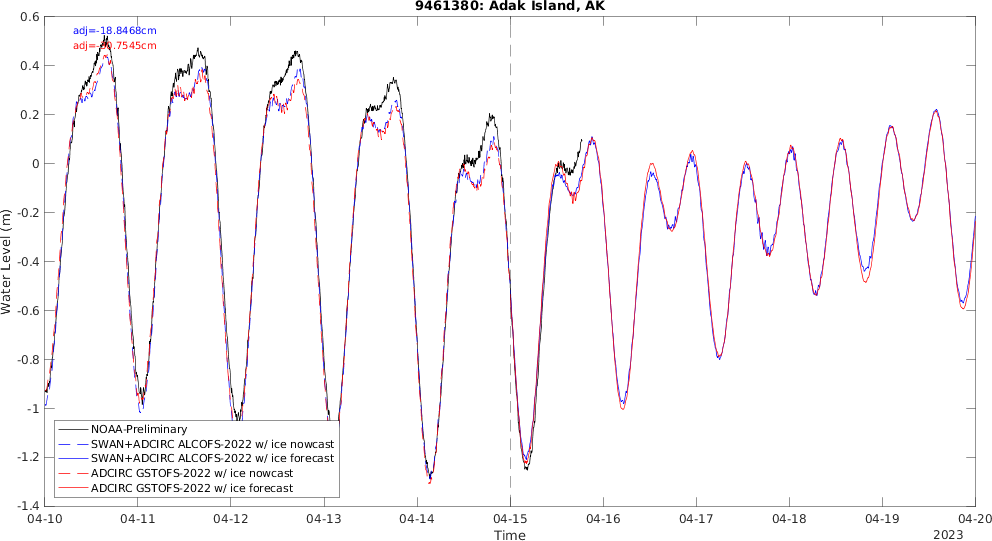 9461380: Adak Island, AK
adj=-18.8468cm
0.6
0.4
0.2
0
-0.2
-0.4
-0.6
-0.8
-1
-1.2
-1.4
Water Level (m)
NOAA-Preliminary
SWAN+ADCIRC ALCOFS-2022 w/ ice nowcast
SWAN+ADCIRC ALCOFS-2022 w/ ice forecast
ADCIRC GSTOFS-2022 w/ ice nowcast
ADCIRC GSTOFS-2022 w/ ice forecast
04-10 04-11 04-12 04-13 04-14 04-15 04-16 04-17 04-18 04-19 04-20
Time
2023